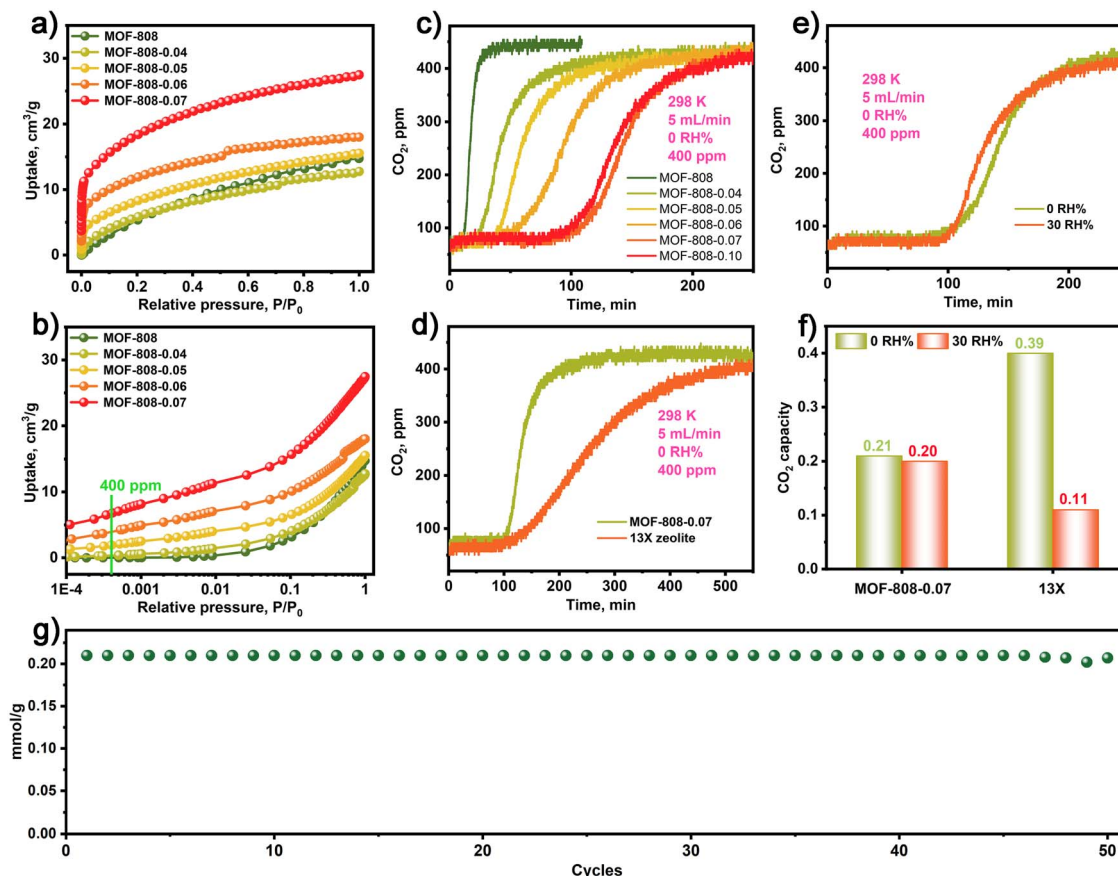 a)
MOF-808
MOF-808-0.04
MOF-808-0.05
MOF-808-0.06
MOF-808-0.07
30
20
10
0
Uptake, cm³/g
0.0 0.2 0.4 0.6 0.8 1.0
Relative pressure, P/P₀
b)
MOF-808
MOF-808-0.04
MOF-808-0.05
MOF-808-0.06
MOF-808-0.07
400 ppm
30
20
10
0
Uptake, cm³/g
1E-4 0.001 0.01 0.10 1
Relative pressure, P/P₀
c)
400
300
200
100
CO₂, ppm
298 K
5 mL/min
0 RH%
400 ppm
MOF-808
MOF-808-0.04
MOF-808-0.05
MOF-808-0.06
MOF-808-0.07
MOF-808-0.10
0 100 200
Time, min
d)
400
300
200
100
CO₂, ppm
298 K
5 mL/min
0 RH%
400 ppm
MOF-808-0.07
13X zeolite
0 100 200 300 400 500
Time, min
e)
400
300
200
100
CO₂, ppm
298 K
5 mL/min
0 RH%
400 ppm
0 RH%
30 RH%
0 100 200
Time, min
f)
0 RH% 30 RH%
0.4
0.2
0.0
CO₂ capacity
0.21
0.20
0.39
0.11
MOF-808-0.07 13X
g)
0.20
0.15
0.10
0.05
0.00
mmol/g
0 10 20 30 40 50
Cycles